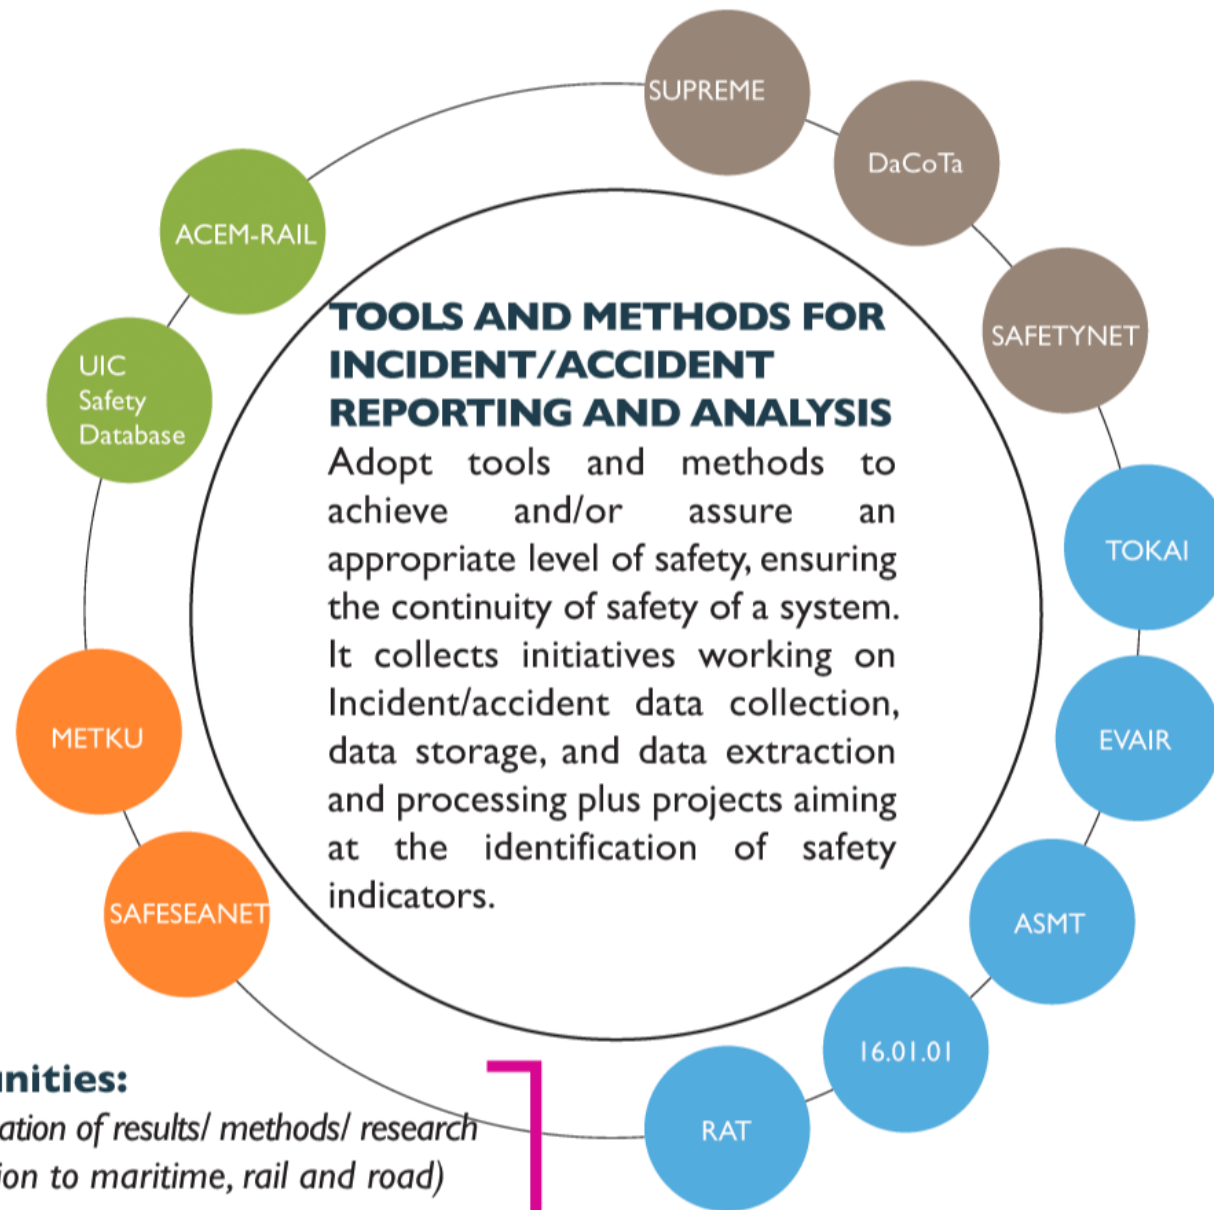 SUPREME
DaCoTa
ACEM-RAIL
SAFETYNET
UIC
Safety
Database
TOKAI
METKU
EVAIR
SAFESEANET
ASMT
16.01.01
RAT
TOOLS AND METHODS FOR
INCIDENT/ACCIDENT
REPORTING AND ANALYSIS
Adopt tools and methods to
achieve and/or assure an
appropriate level of safety, ensuring
the continuity of safety of a system.
It collects initiatives working on
Incident/accident data collection,
data storage, and data extraction
and processing plus projects aiming
at the identification of safety
indicators.
nities:
ation of results/ methods/ research
ion to maritime, rail and road)